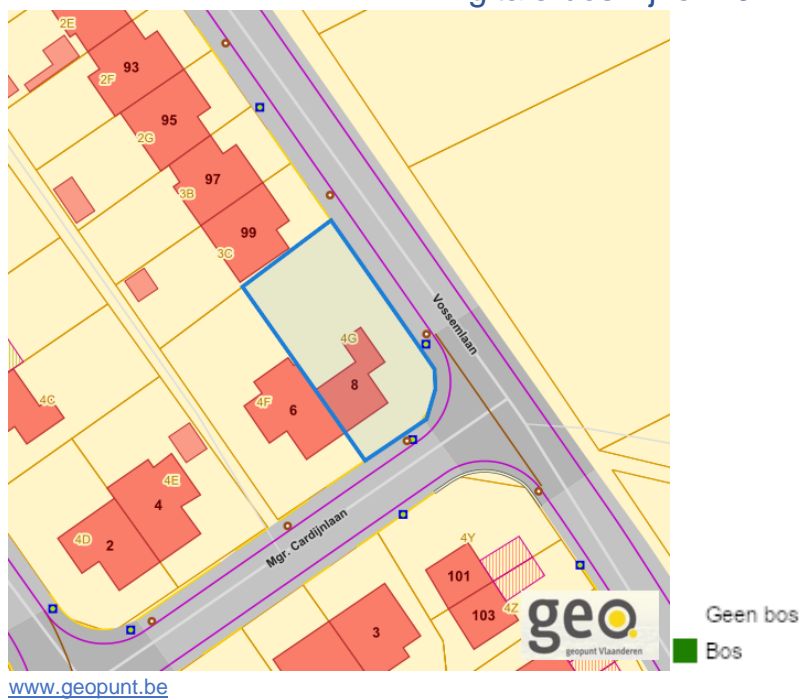 2E
93
2F
95
2G
97
3B
99
3C
Vossemlaan
4G
8
4C
4F
6
4E
4
4D
2
Mgr. Cardijnlaan
4Y
101
103
4Z
3
geo
geopunt Vlaanderen
Geen bos
Bos
www.geopunt.be